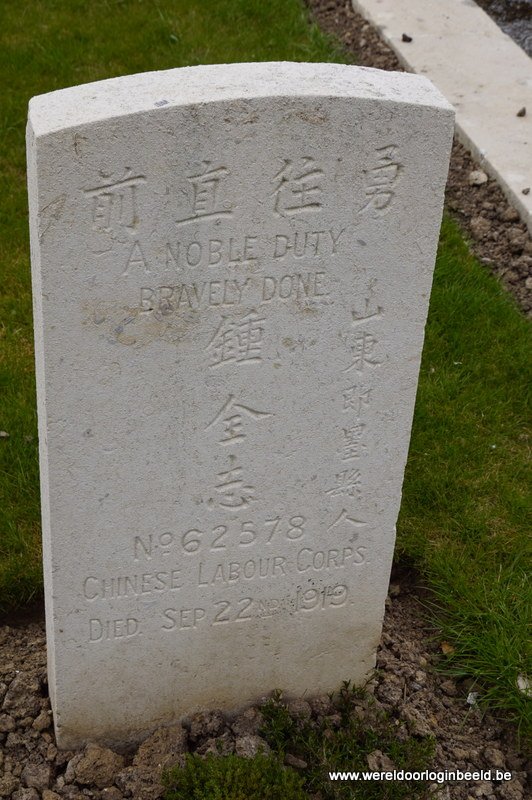 勇往直前
A NOBLE DUTY
BRAVELY DONE
山東即墨縣人
鍾全志
No 62578
CHINESE LABOUR CORPS
DIED SEP 22ND 1919
www.wereldoorloginbeeld.be